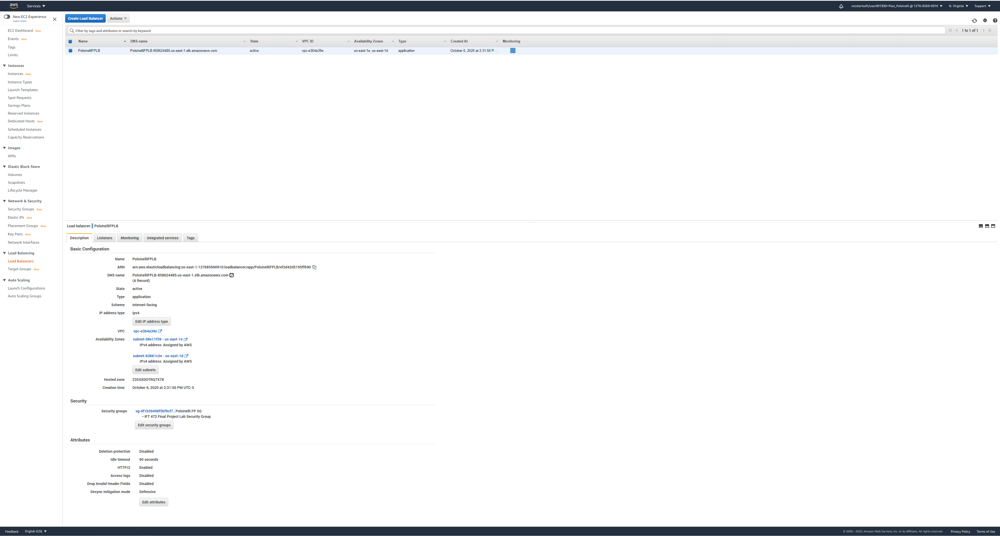 aws Services vocstartsoft/user901300=Paul_Polsinelli @ 1276-8569-0910 N. Virginia Support
New EC2 Experience
Learn more
EC2 Dashboard New
Events New
Tags
Limits
Instances
Instances New
Instance Types
Launch Templates
Spot Requests
Savings Plans
Reserved Instances
Dedicated Hosts New
Scheduled Instances
Capacity Reservations
Images
AMIs
Elastic Block Store
Volumes
Snapshots
Lifecycle Manager
Network & Security
Security Groups New
Elastic IPs New
Placement Groups New
Key Pairs New
Network Interfaces
Load Balancing
Load Balancers
Target Groups New
Auto Scaling
Launch Configurations
Auto Scaling Groups
Create Load Balancer Actions
Filter by tags and attributes or search by keyword 1 to 1 of 1
Name DNS name State VPC ID Availability Zones Type Created At Monitoring
PolsinelliFPLB PolsinelliFPLB-858624485.us-east-1.elb.amazonaws.com active vpc-e364a39e us-east-1e, us-east-1d application October 6, 2020 at 2:31:50 P...
Load balancer: PolsinelliFPLB
Description Listeners Monitoring Integrated services Tags
Basic Configuration
Name PolsinelliFPLB
ARN arn:aws:elasticloadbalancing:us-east-1:127685690910:loadbalancer/app/PolsinelliFPLB/ef2d42d5195ff690
DNS name PolsinelliFPLB-858624485.us-east-1.elb.amazonaws.com
(A Record)
State active
Type application
Scheme internet-facing
IP address type ipv4
Edit IP address type
VPC vpc-e364a39e
Availability Zones subnet-08e11f39 - us-east-1e
IPv4 address: Assigned by AWS
subnet-63661c2e - us-east-1d
IPv4 address: Assigned by AWS
Edit subnets
Hosted zone Z35SXDOTRQ7X7K
Creation time October 6, 2020 at 2:31:50 PM UTC-5
Security
Security groups sg-0f1b39498f5bf9cf7, Polsinelli FP SG
• IFT 472 Final Project Lab Security Group
Edit security groups
Attributes
Deletion protection Disabled
Idle timeout 60 seconds
HTTP/2 Enabled
Access logs Disabled
Drop Invalid Header Fields Disabled
Desync mitigation mode Defensive
Edit attributes
Feedback English (US) © 2008 - 2020, Amazon Web Services, Inc. or its affiliates. All rights reserved. Privacy Policy Terms of Use